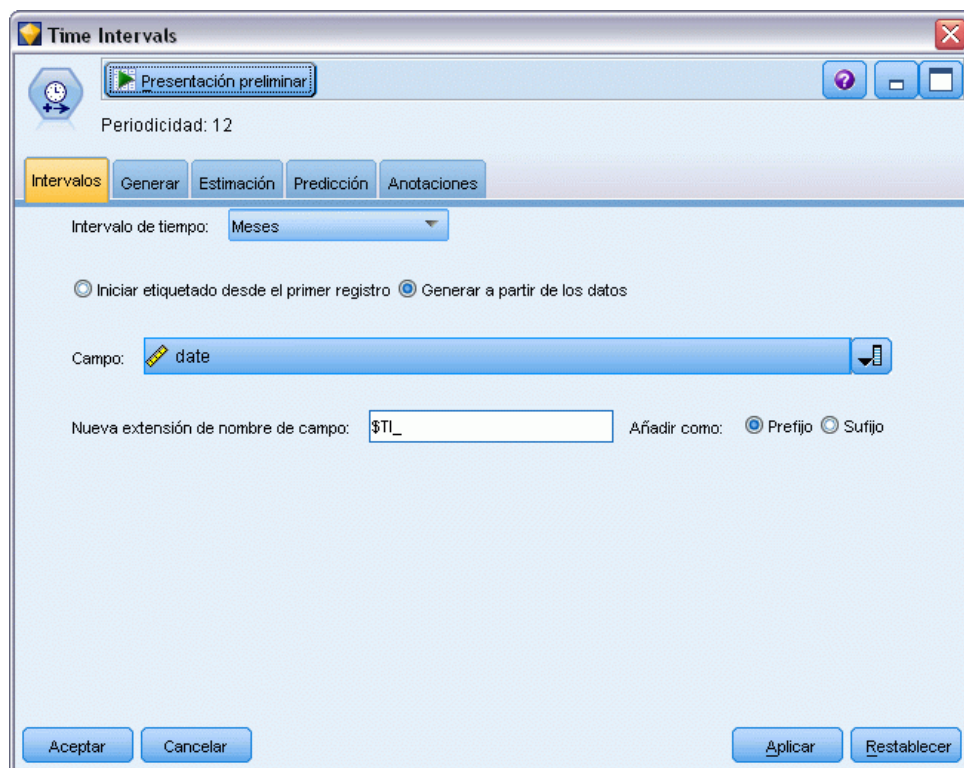 Time Intervals
Presentación preliminar
Periodicidad: 12
Intervalos Generar Estimación Predicción Anotaciones
Intervalo de tiempo: Meses
Iniciar etiquetado desde el primer registro Generar a partir de los datos
Campo: date
Nueva extensión de nombre de campo: $TI_ Añadir como: Prefijo Sufijo
Aceptar Cancelar Aplicar Restablecer